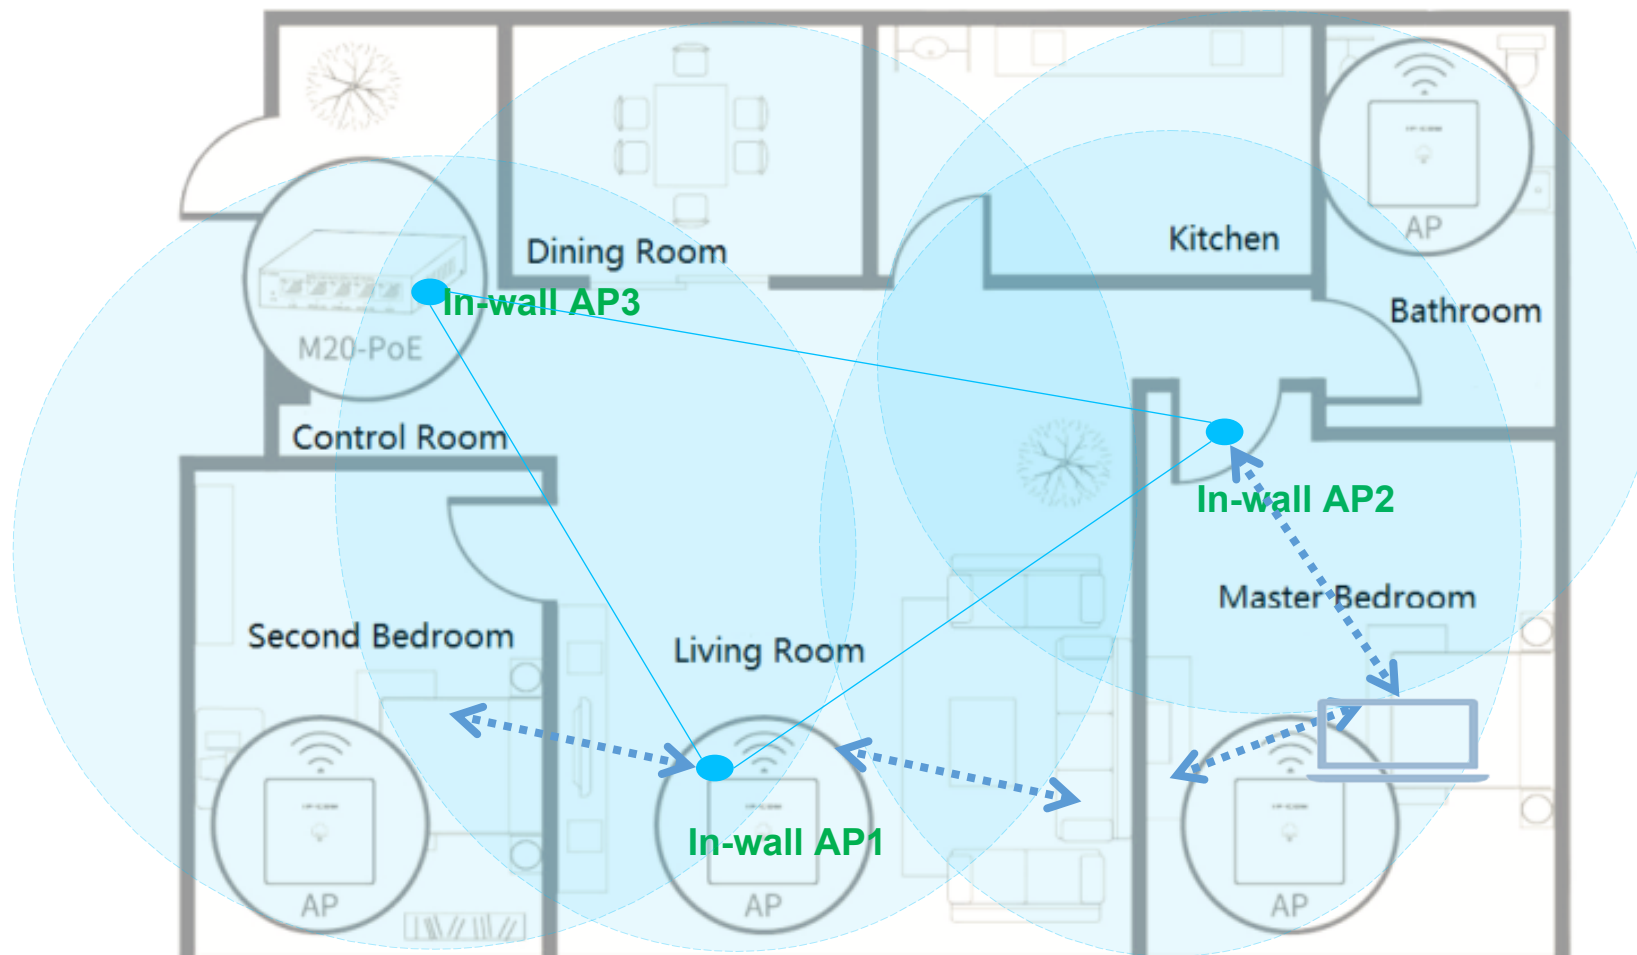 AP
Dining Room
Kitchen
In-wall AP3
Bathroom
M20-PoE
Control Room
In-wall AP2
Master Bedroom
Second Bedroom
Living Room
In-wall AP1
AP
AP
AP